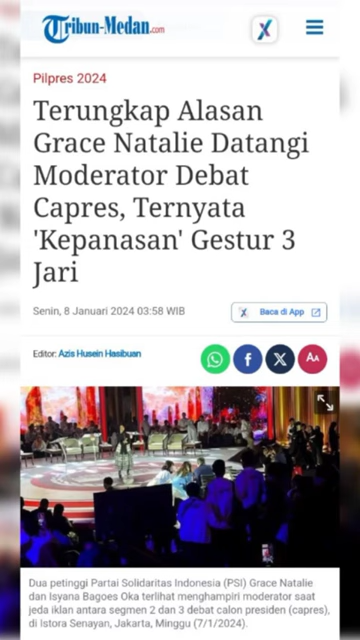 Tribun-Medan.com
Pilpres 2024
Terungkap Alasan
Grace Natalie Datangi
Moderator Debat
Capres, Ternyata
'Kepanasan' Gestur 3
Jari
Senin, 8 Januari 2024 03:58 WIB
Baca di App
Editor: Azis Husein Hasibuan
AA
Dua petinggi Partai Solidaritas Indonesia (PSI) Grace Natalie
dan Isyana Bagoes Oka terlihat menghampiri moderator saat
jeda iklan antara segmen 2 dan 3 debat calon presiden (capres),
di Istora Senayan, Jakarta, Minggu (7/1/2024).